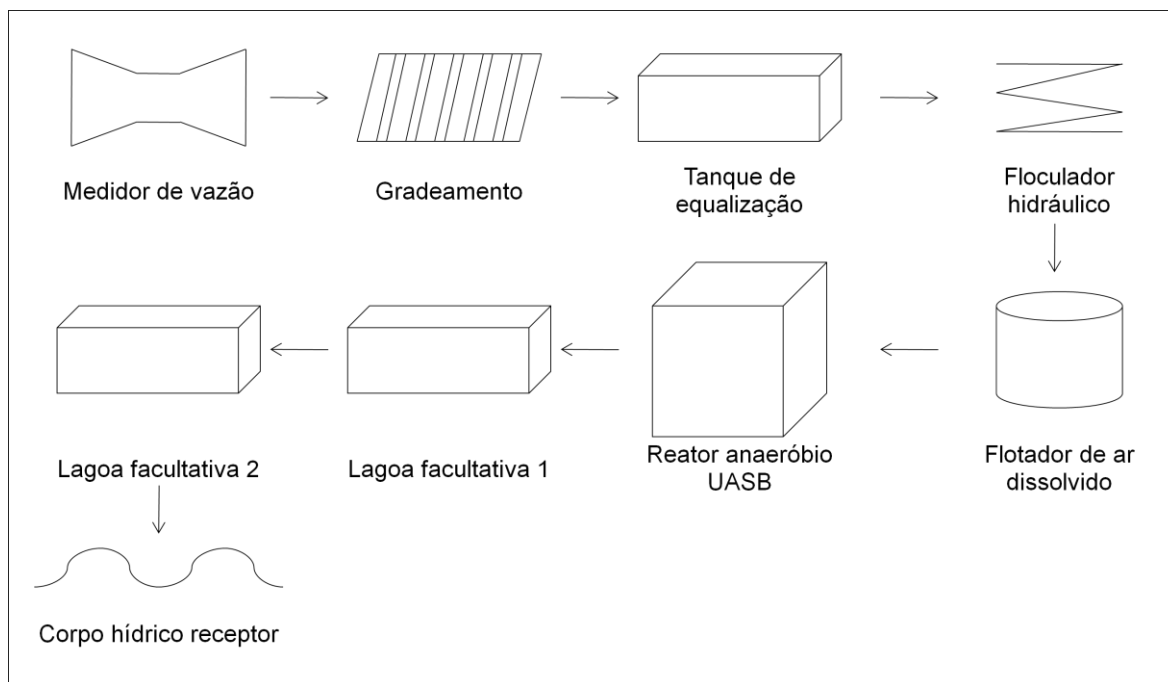 Medidor de vazão
Gradeamento
Tanque de
equalização
Floculador
hidráulico
Flotador de ar
dissolvido
Reator anaeróbio
UASB
Lagoa facultativa 1
Lagoa facultativa 2
Corpo hídrico receptor